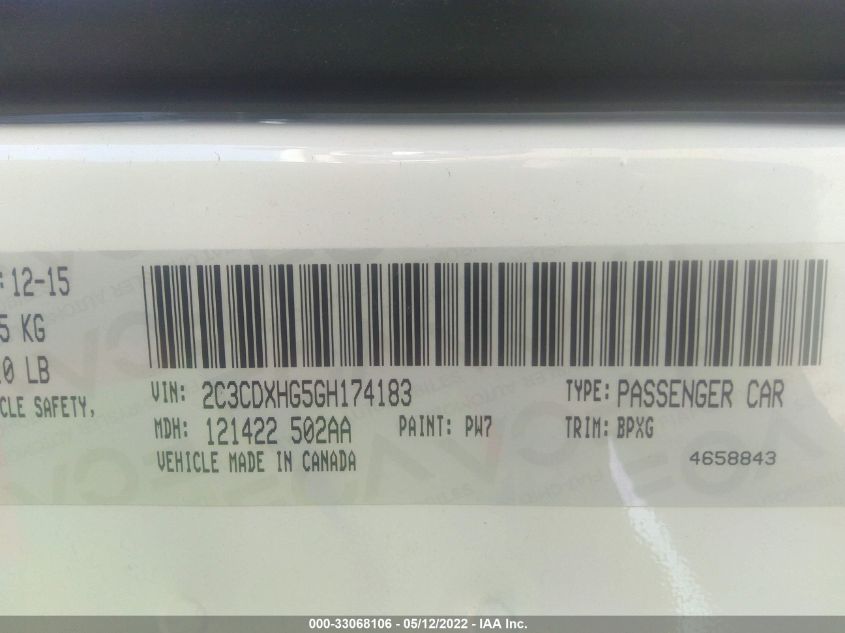 : 12-15
5 KG
0 LB
CLE SAFETY,
VIN: 2C3CDXHG5GH174183
TYPE: PASSENGER CAR
MDH: 121422 502AA
PAINT: PW7
TRIM: BPXG
VEHICLE MADE IN CANADA
4658843
000-33068106 - 05/12/2022 - IAA Inc.